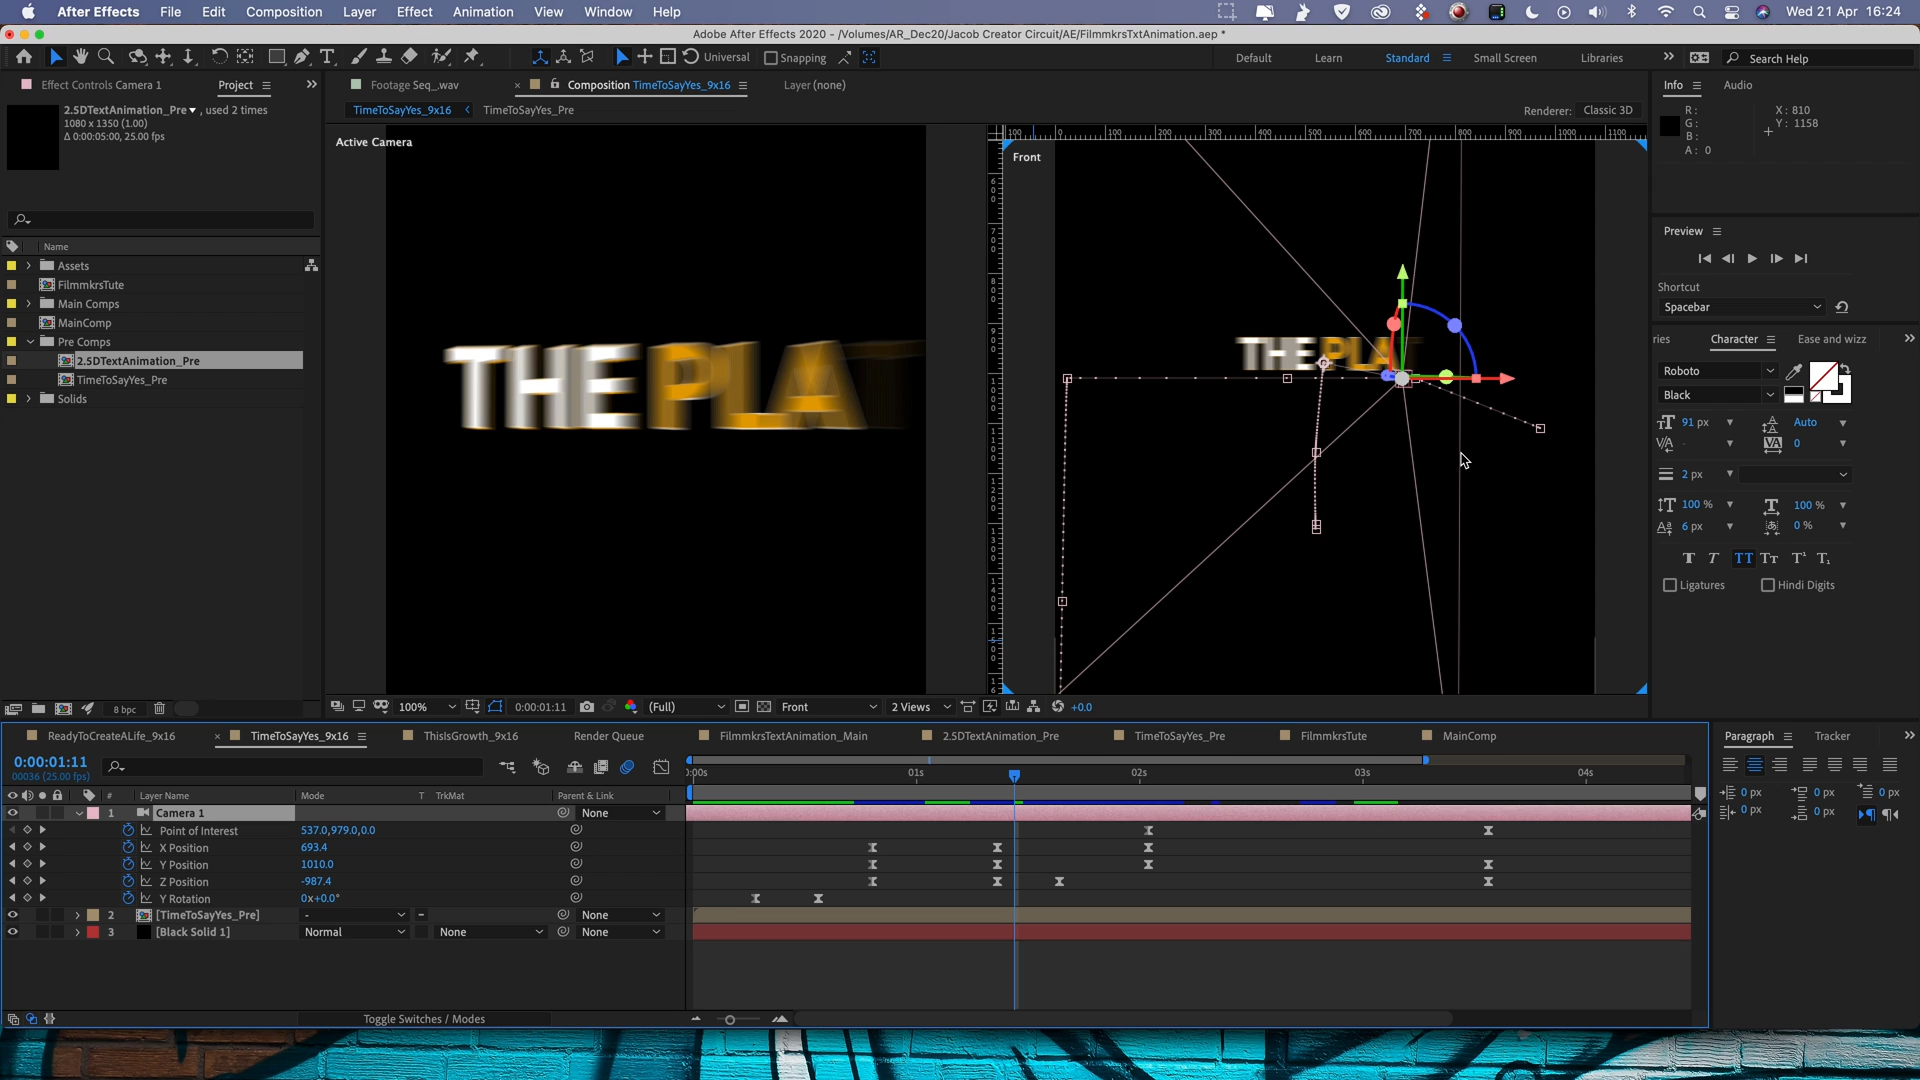 After Effects File Edit Composition Layer Effect Animation View Window Help Wed 21 Apr 16:24
Adobe After Effects 2020 - /Volumes/AR_Dec20/Jacob Creator Circuit/AE/FilmmkrsTxtAnimation.aep *
Universal Snapping Default Learn Standard Small Screen Libraries Search Help
Effect Controls Camera 1 Project Footage Seq_.wav Composition TimeToSayYes_9x16 Layer (none) Info Audio
2.5DTextAnimation_Pre , used 2 times
1080 x 1350 (1.00)
Δ 0:00:05:00, 25.00 fps
TimeToSayYes_9x16 TimeToSayYes_Pre Renderer: Classic 3D
R: X: 810
G: Y: 1158
B:
A: 0
Active Camera
Front
THE PLAT
THE PLAT
Name
Assets
FilmmkrsTute
Main Comps
MainComp
Pre Comps
2.5DTextAnimation_Pre
TimeToSayYes_Pre
Solids
Preview
Shortcut
Spacebar
ries Character Ease and wizz
Roboto
Black
91 px Auto
0
2 px
100 % 100 %
6 px 0 %
Ligatures Hindi Digits
8 bpc 100% 0:00:01:11 (Full) Front 2 Views +0.0
ReadyToCreateALife_9x16 TimeToSayYes_9x16 ThisIsGrowth_9x16 Render Queue FilmmkrsTextAnimation_Main 2.5DTextAnimation_Pre TimeToSayYes_Pre FilmmkrsTute MainComp Paragraph Tracker
0:00:01:11
00036 (25.00 fps)
:00s 01s 02s 03s 04s
# Layer Name Mode T TrkMat Parent & Link
1 Camera 1 None
Point of Interest 537.0,979.0,0.0
X Position 693.4
Y Position 1010.0
Z Position -987.4
Y Rotation 0x+0.0°
2 [TimeToSayYes_Pre] - None
3 [Black Solid 1] Normal None None
0 px 0 px 0 px
0 px 0 px
Toggle Switches / Modes